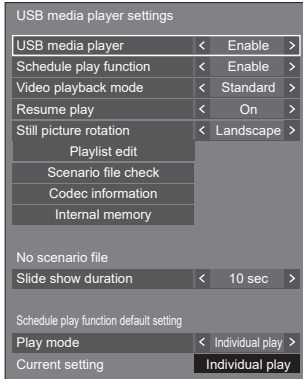 USB media player settings
USB media player < Enable >
Schedule play function < Enable >
Video playback mode < Standard >
Resume play < On >
Still picture rotation < Landscape >
Playlist edit
Scenario file check
Codec information
Internal memory
No scenario file
Slide show duration < 10 sec >
Schedule play function default setting
Play mode < Individual play >
Current setting Individual play